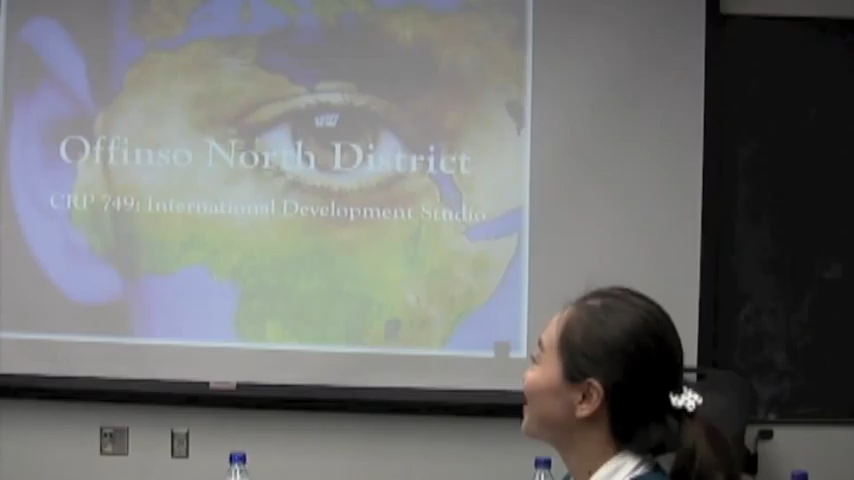 Offinso North District
CRP 749: International Development Studio